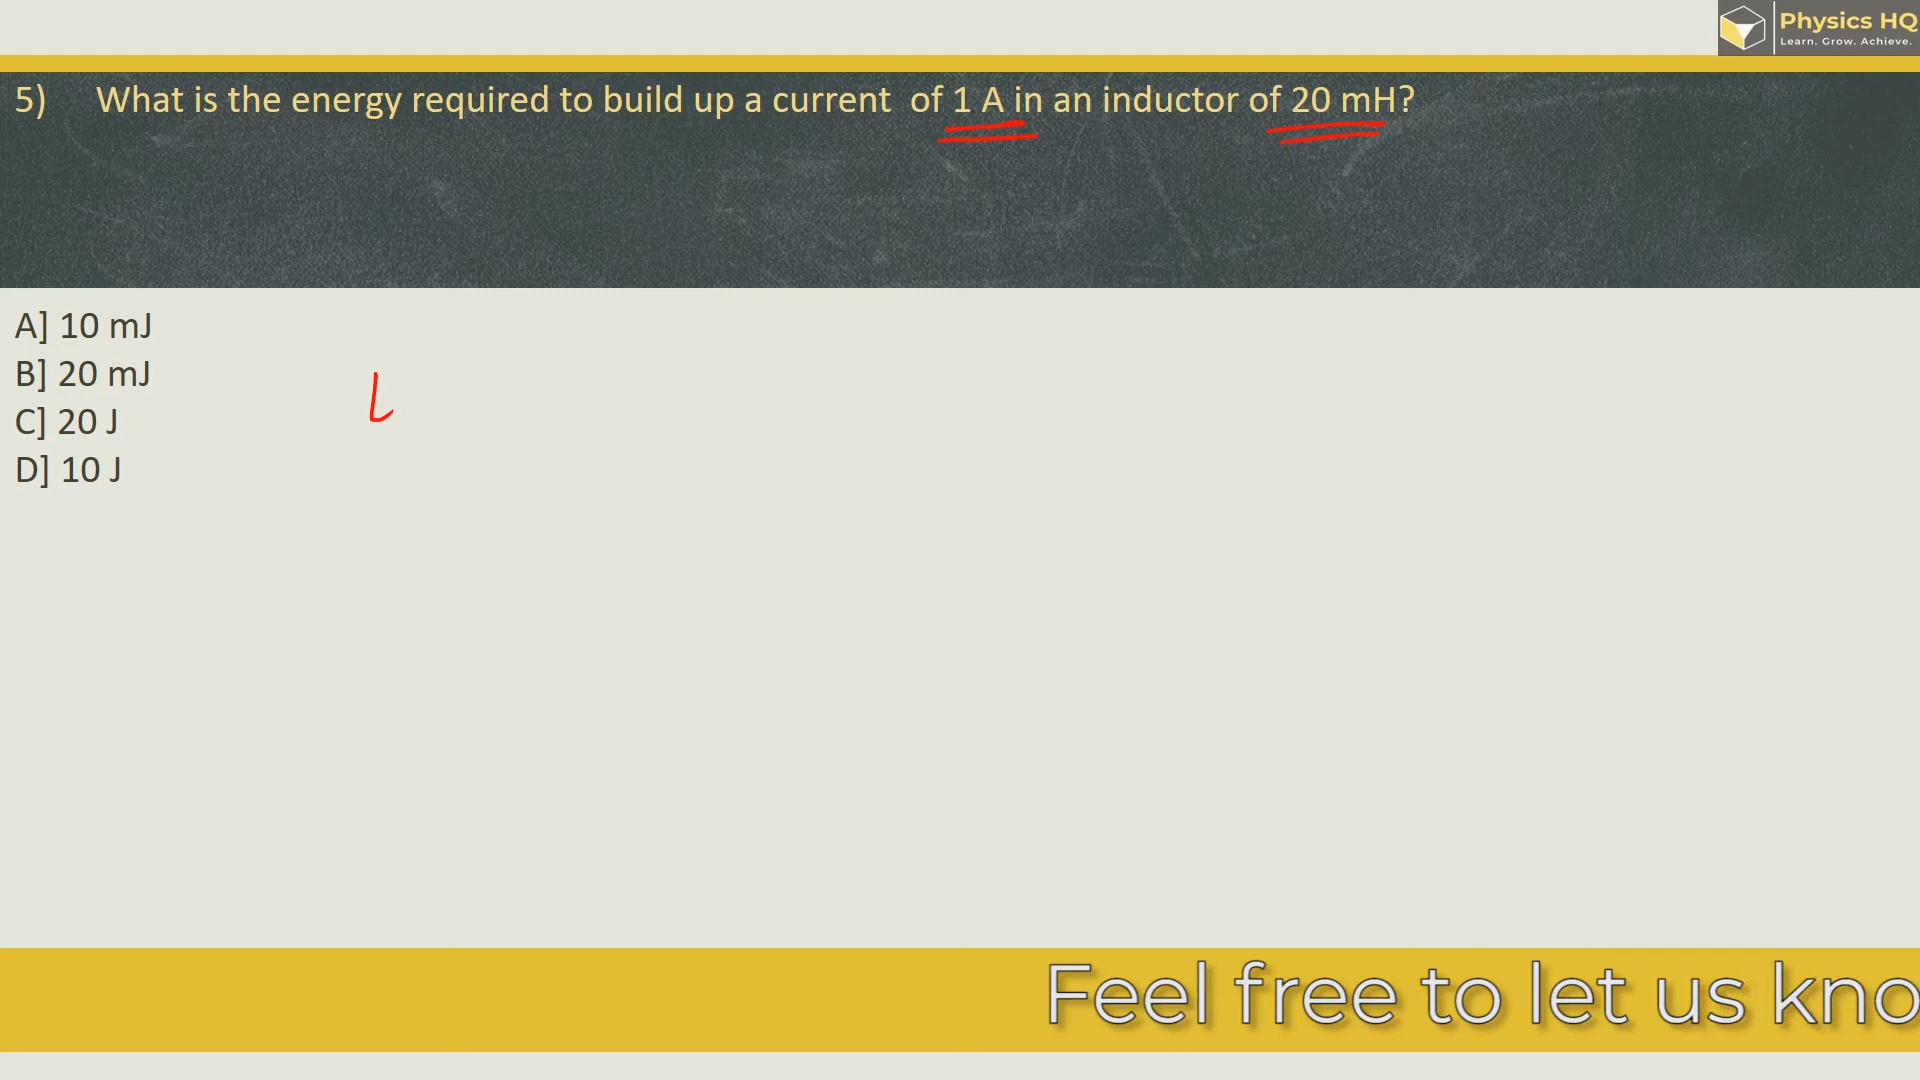 Physics HQ
Learn. Grow. Achieve.
5) What is the energy required to build up a current of 1 A in an inductor of 20 mH?
A] 10 mJ
B] 20 mJ
C] 20 J
D] 10 J
L
Feel free to let us kno